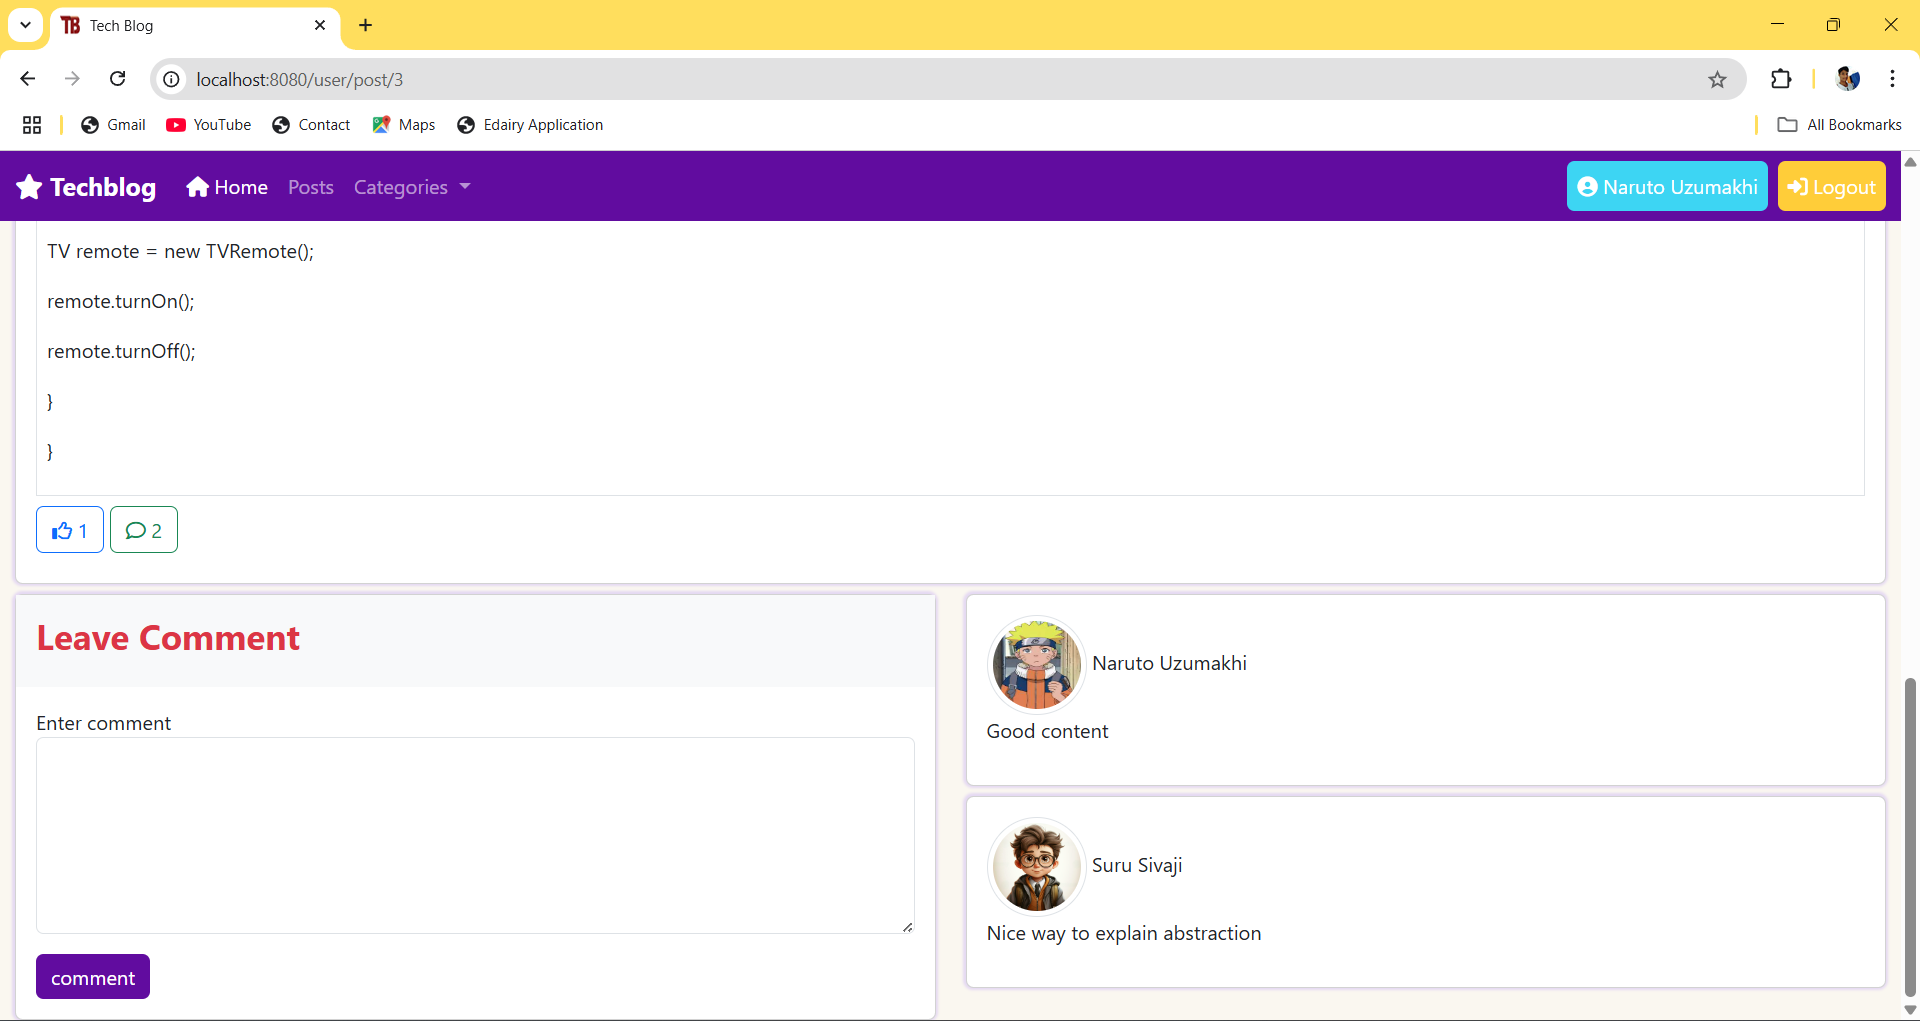 TB Tech Blog
localhost:8080/user/post/3
Gmail YouTube Contact Maps Edairy Application All Bookmarks
Techblog Home Posts Categories Naruto Uzumakhi Logout
TV remote = new TVRemote();
remote.turnOn();
remote.turnOff();
}
}
1 2
Leave Comment
Enter comment
comment
Naruto Uzumakhi
Good content
Suru Sivaji
Nice way to explain abstraction